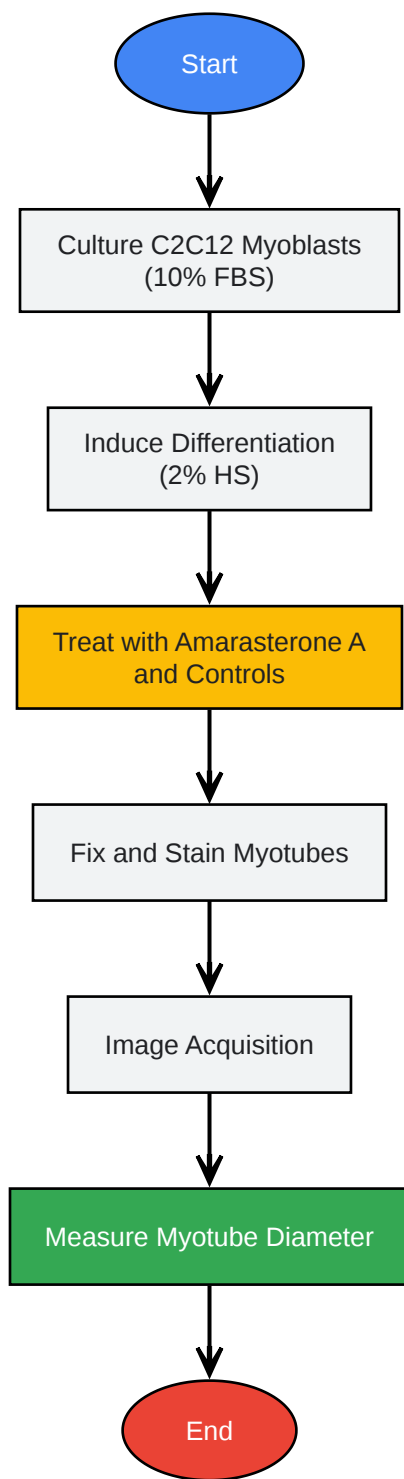 Start
Culture C2C12 Myoblasts
(10% FBS)
Induce Differentiation
(2% HS)
Treat with Amarasterone A
and Controls
Fix and Stain Myotubes
Image Acquisition
Measure Myotube Diameter
End